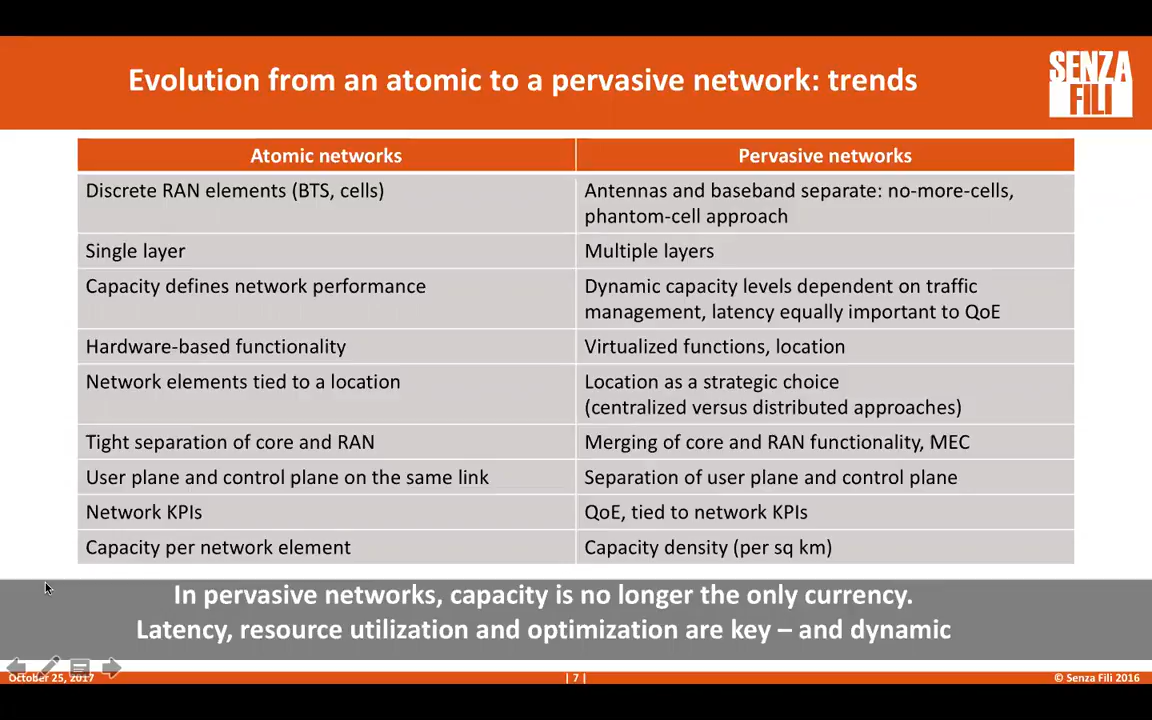 Evolution from an atomic to a pervasive network: trends
SENZA
FILI
Atomic networks
Pervasive networks
Discrete RAN elements (BTS, cells)
Antennas and baseband separate: no-more-cells,
phantom-cell approach
Single layer
Multiple layers
Capacity defines network performance
Dynamic capacity levels dependent on traffic
management, latency equally important to QoE
Hardware-based functionality
Virtualized functions, location
Network elements tied to a location
Location as a strategic choice
(centralized versus distributed approaches)
Tight separation of core and RAN
Merging of core and RAN functionality, MEC
User plane and control plane on the same link
Separation of user plane and control plane
Network KPIs
QoE, tied to network KPIs
Capacity per network element
Capacity density (per sq km)
In pervasive networks, capacity is no longer the only currency.
Latency, resource utilization and optimization are key – and dynamic
October 25, 2017
| 7 |
© Senza Fili 2016